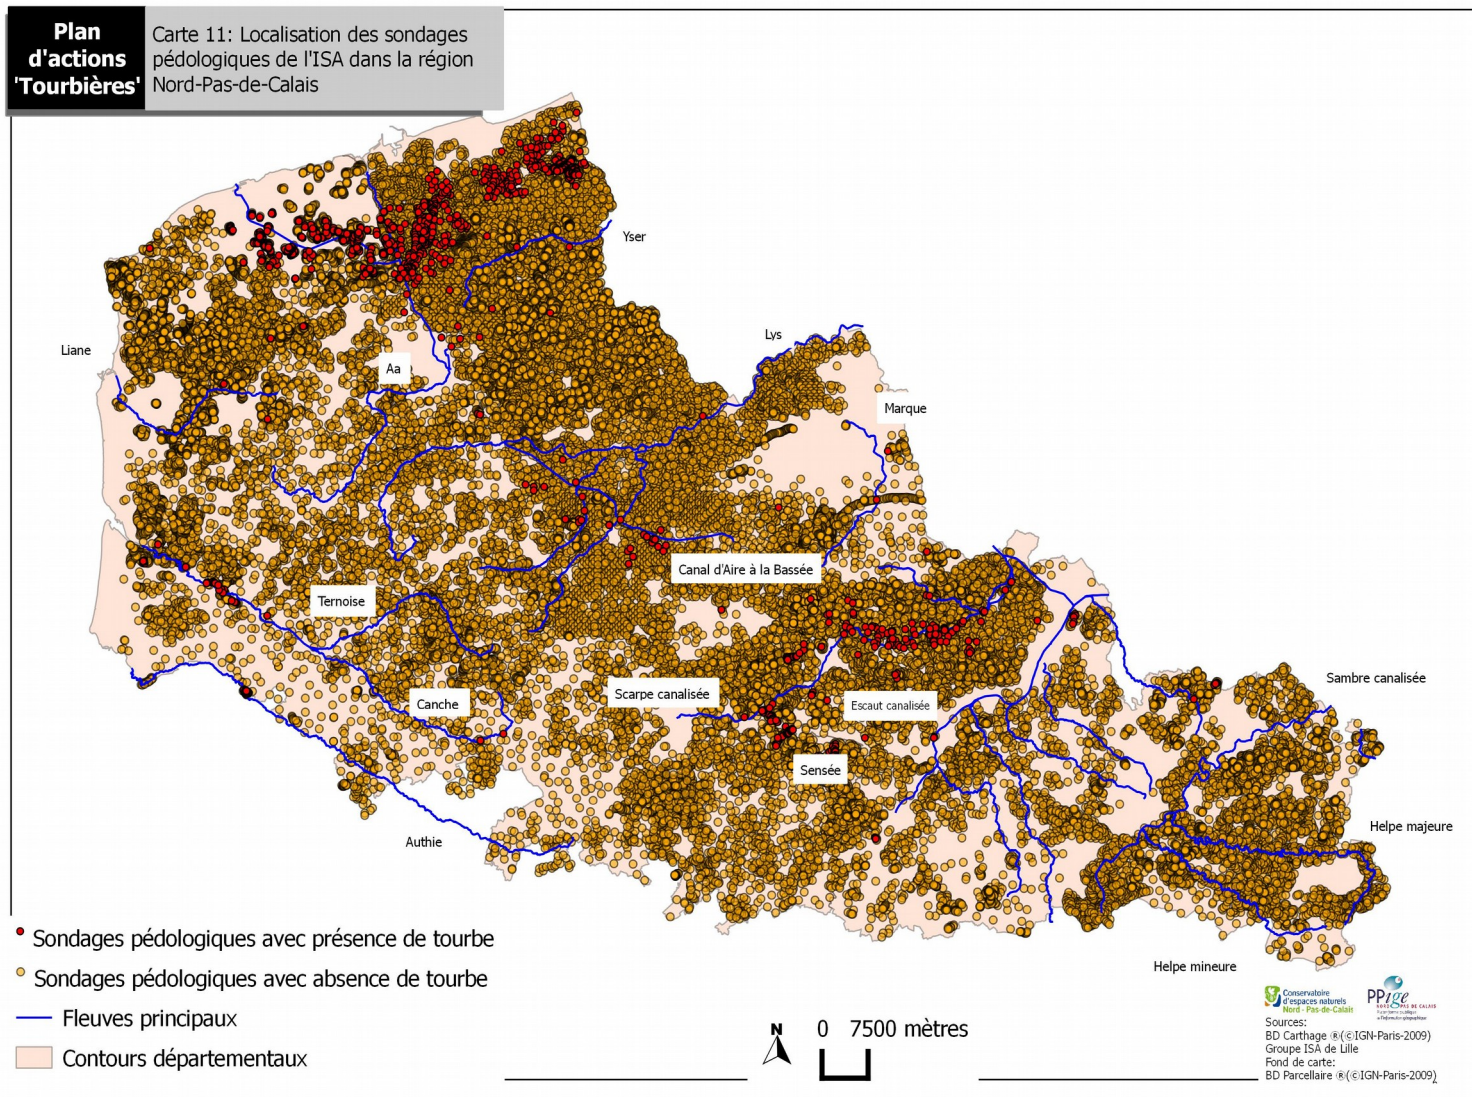 Plan
d'actions
'Tourbières'
Carte 11: Localisation des sondages
pédologiques de l'ISA dans la région
Nord-Pas-de-Calais
Yser
Lys
Liane
Aa
Marque
Canal d'Aire à la Bassée
Ternoise
Scarpe canalisée
Sambre canalisée
Canche
Escaut canalisée
Sensée
Authie
Helpe majeure
Helpe mineure
Sondages pédologiques avec présence de tourbe
Sondages pédologiques avec absence de tourbe
Fleuves principaux
Contours départementaux
N
0 7500 mètres
Conservatoire
d'espaces naturels
Nord - Pas-de-Calais
PPige
NORD PAS DE CALAIS
Sources:
BD Carthage ®(©IGN-Paris-2009)
Groupe ISA de Lille
Fond de carte:
BD Parcellaire ®(©IGN-Paris-2009)